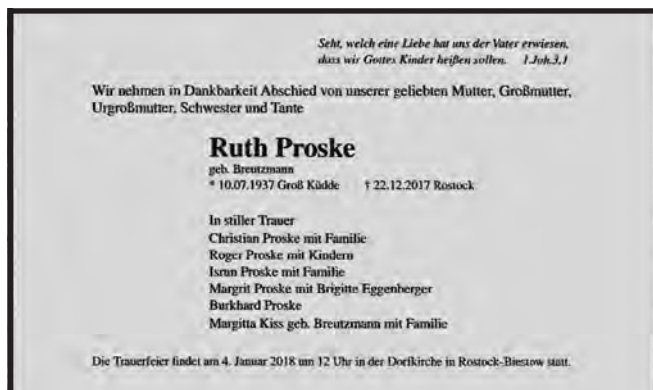 Seht, welch eine Liebe hat uns der Vater erwiesen,
dass wir Gottes Kinder heißen sollen. 1.Joh.3,1
Wir nehmen in Dankbarkeit Abschied von unserer geliebten Mutter, Großmutter,
Urgroßmutter, Schwester und Tante
Ruth Proske
geb. Breutzmann
* 10.07.1937 Groß Küdde † 22.12.2017 Rostock
In stiller Trauer
Christian Proske mit Familie
Roger Proske mit Kindern
Proske mit Familie
Margrit Proske mit Brigitte Eggenberger
Burkhard Proske
Margitta Kiss geb. Breutzmann mit Familie
Die Trauerfeier findet am 4. Januar 2018 um 12 Uhr in der Dorfkirche in Rostock-Biestow statt.